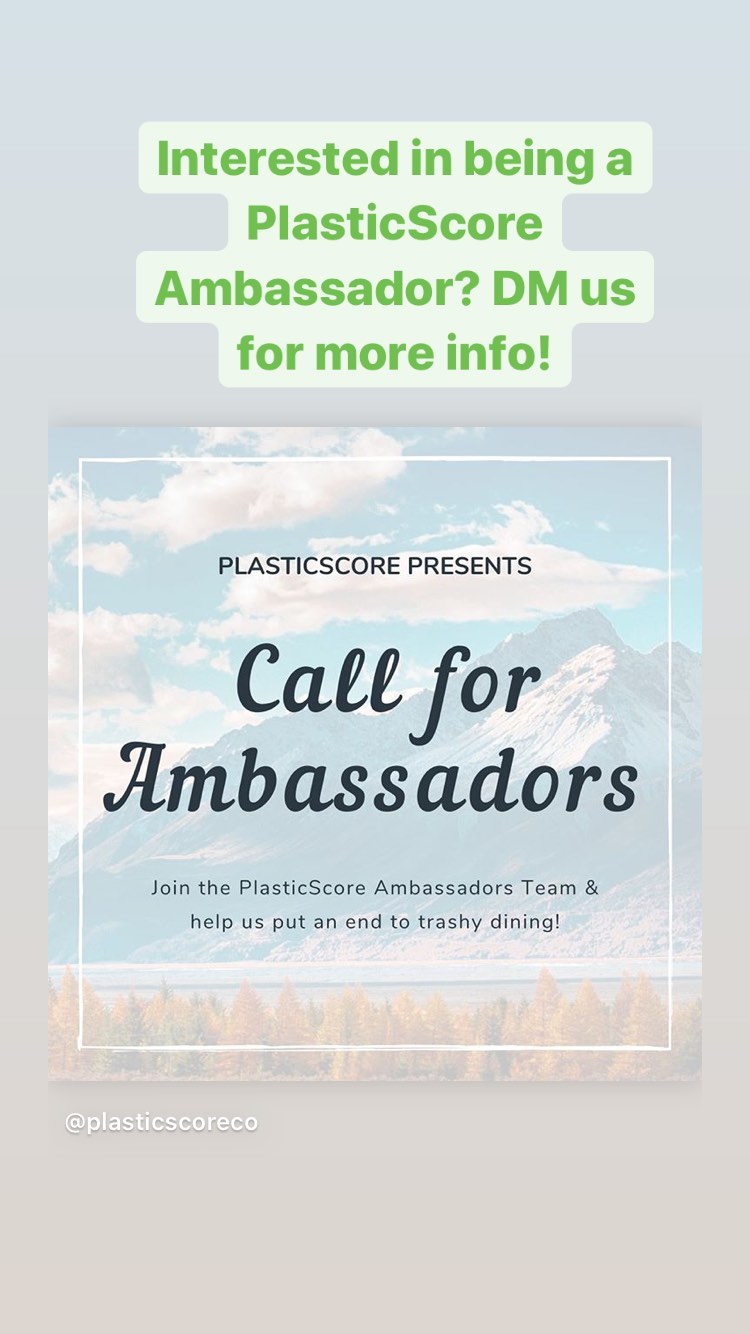 Interested in being a
PlasticScore
Ambassador? DM us
for more info!
PLASTICSCORE PRESENTS
Call for
Ambassadors
Join the PlasticScore Ambassadors Team &
help us put an end to trashy dining!
@plasticscoreco